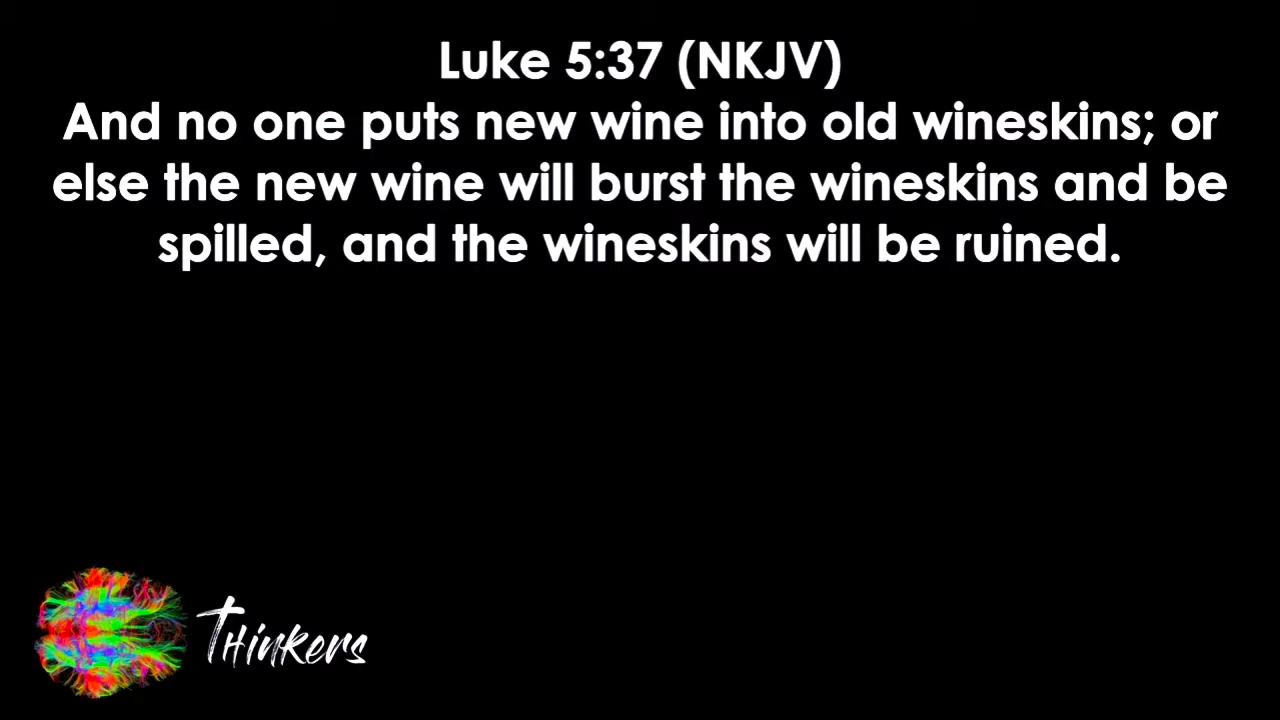 Luke 5:37 (NKJV)
And no one puts new wine into old wineskins; or
else the new wine will burst the wineskins and be
spilled, and the wineskins will be ruined.
THinKers